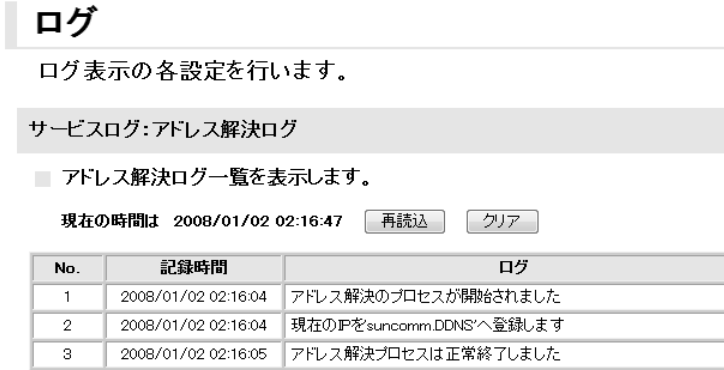 ログ
ログ表示の各設定を行います。
サービスログ:アドレス解決ログ
アドレス解決ログ一覧を表示します。
現在の時間は 2008/01/02 02:16:47 再読込 クリア
No. 記録時間 ログ
1 2008/01/02 02:16:04 アドレス解決のプロセスが開始されました
2 2008/01/02 02:16:04 現在のIPを'suncomm.DDNS'へ登録します
3 2008/01/02 02:16:05 アドレス解決プロセスは正常終了しました